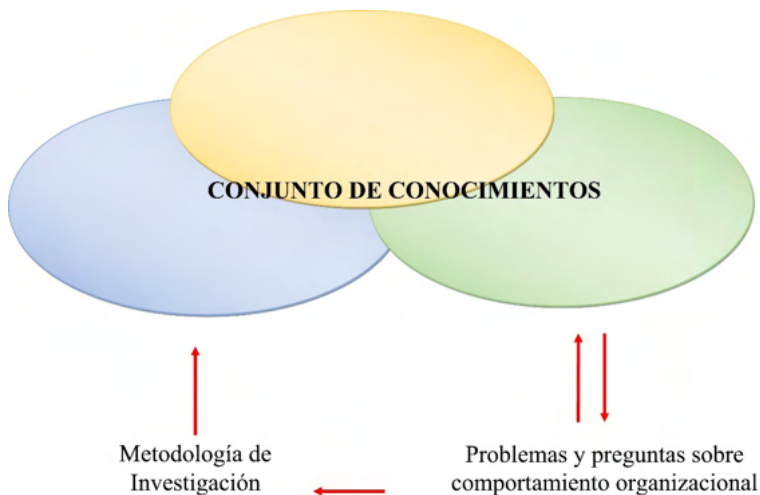 CONJUNTO DE CONOCIMIENTOS
Metodología de
Investigación
Problemas y preguntas sobre
comportamiento organizacional